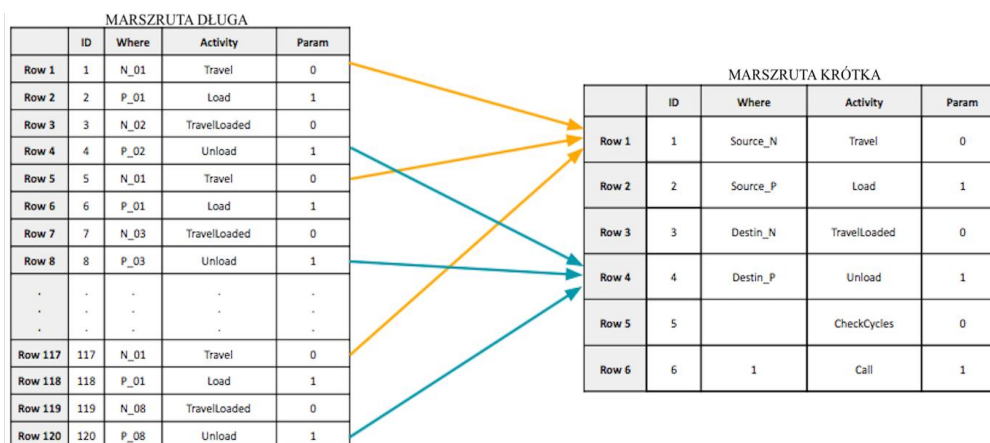 MARSZRUTA DŁUGA
ID Where Activity Param
Row 1 1 N_01 Travel 0
Row 2 2 P_01 Load 1
Row 3 3 N_02 TravelLoaded 0
Row 4 4 P_02 Unload 1
Row 5 5 N_01 Travel 0
Row 6 6 P_01 Load 1
Row 7 7 N_03 TravelLoaded 0
Row 8 8 P_03 Unload 1
. . . . .
. . . . .
. . . . .
Row 117 117 N_01 Travel 0
Row 118 118 P_01 Load 1
Row 119 119 N_08 TravelLoaded 0
Row 120 120 P_08 Unload 1
MARSZRUTA KRÓTKA
ID Where Activity Param
Row 1 1 Source_N Travel 0
Row 2 2 Source_P Load 1
Row 3 3 Destin_N TravelLoaded 0
Row 4 4 Destin_P Unload 1
Row 5 5 CheckCycles 0
Row 6 6 1 Call 1